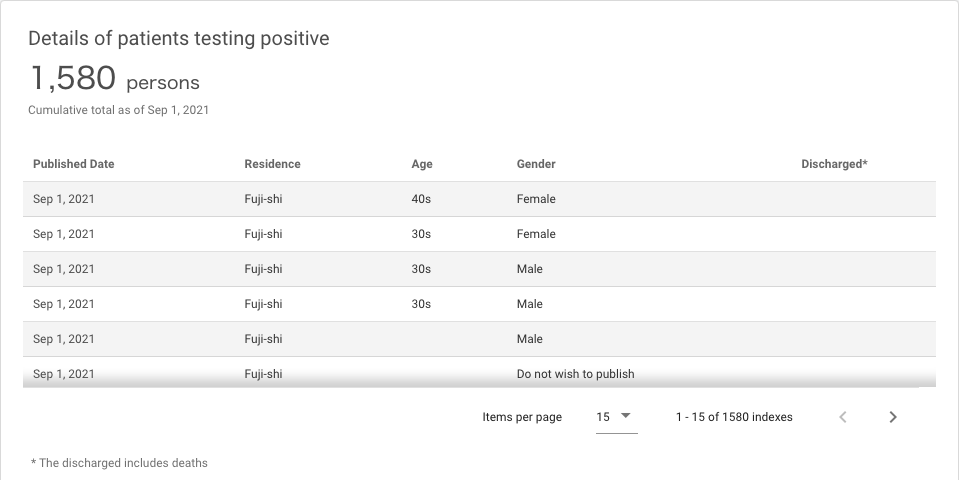 Details of patients testing positive
1,580 persons
Cumulative total as of Sep 1, 2021
Published Date Residence Age Gender Discharged*
Sep 1, 2021 Fuji-shi 40s Female
Sep 1, 2021 Fuji-shi 30s Female
Sep 1, 2021 Fuji-shi 30s Male
Sep 1, 2021 Fuji-shi 30s Male
Sep 1, 2021 Fuji-shi Male
Sep 1, 2021 Fuji-shi Do not wish to publish
Items per page 15 1 - 15 of 1580 indexes
* The discharged includes deaths